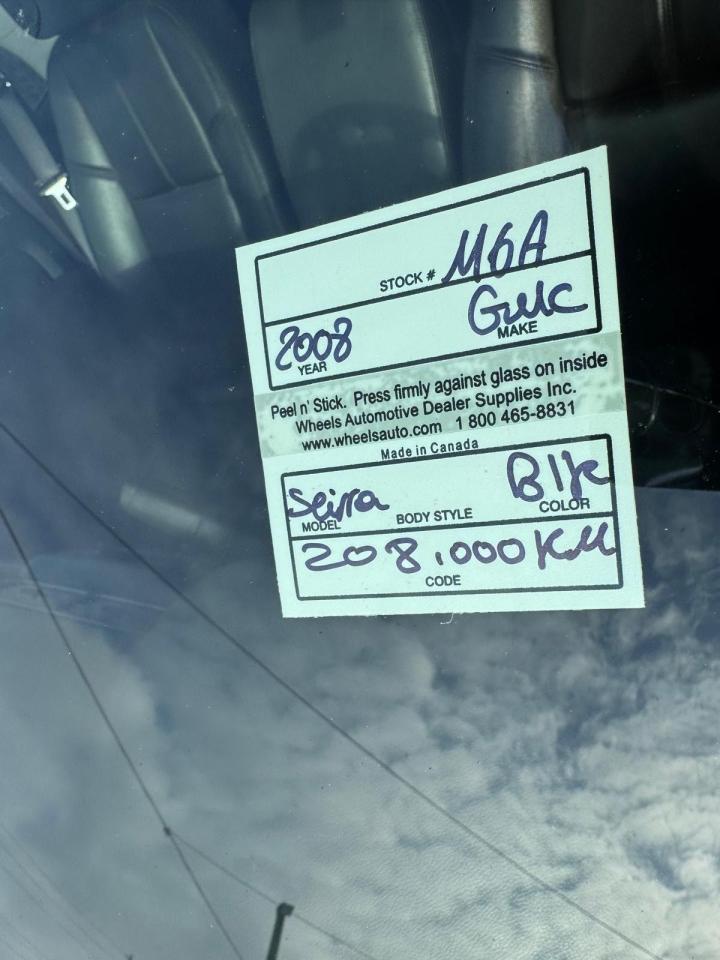 STOCK # M6A
2008 GMC
YEAR MAKE
Peel n' Stick. Press firmly against glass on inside
Wheels Automotive Dealer Supplies Inc.
www.wheelsauto.com 1 800 465-8831
Made in Canada
Seirra Blk
MODEL BODY STYLE COLOR
208.000 KM
CODE